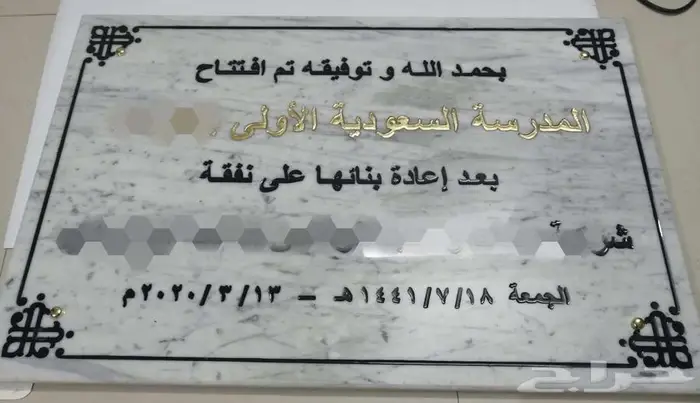 بحمد الله و توفيقه تم افتتاح
المدرسة السعودية الأولى
بعد إعادة بنائها على نفقة
الجمعة ١٤٤١/٧/١٨هـ – ٢٠٢٠/٣/١٣م
حراج